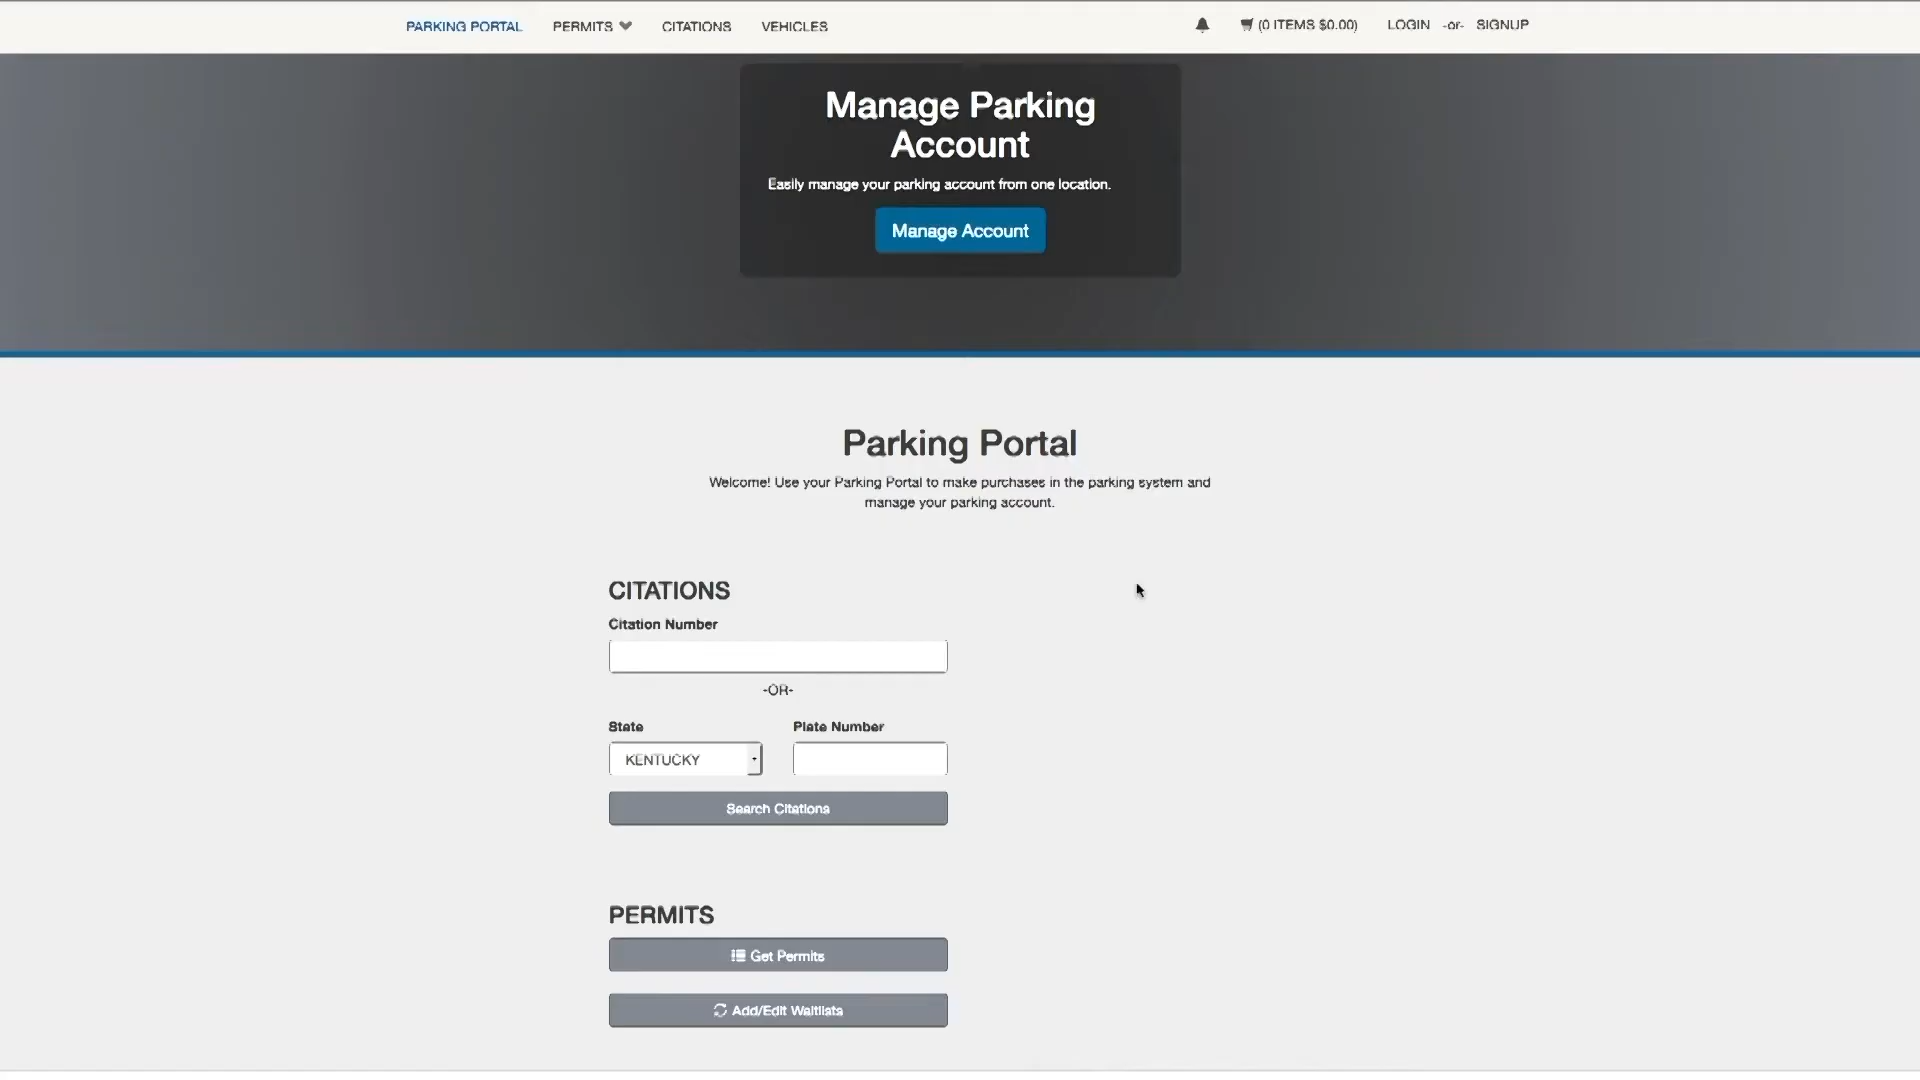 PARKING PORTAL PERMITS CITATIONS VEHICLES (0 ITEMS $0.00) LOGIN -or- SIGNUP
Manage Parking
Account
Easily manage your parking account from one location.
Manage Account
Parking Portal
Welcome! Use your Parking Portal to make purchases in the parking system and
manage your parking account.
CITATIONS
Citation Number
-OR-
State Plate Number
KENTUCKY
Search Citations
PERMITS
Get Permits
Add/Edit Waitlists